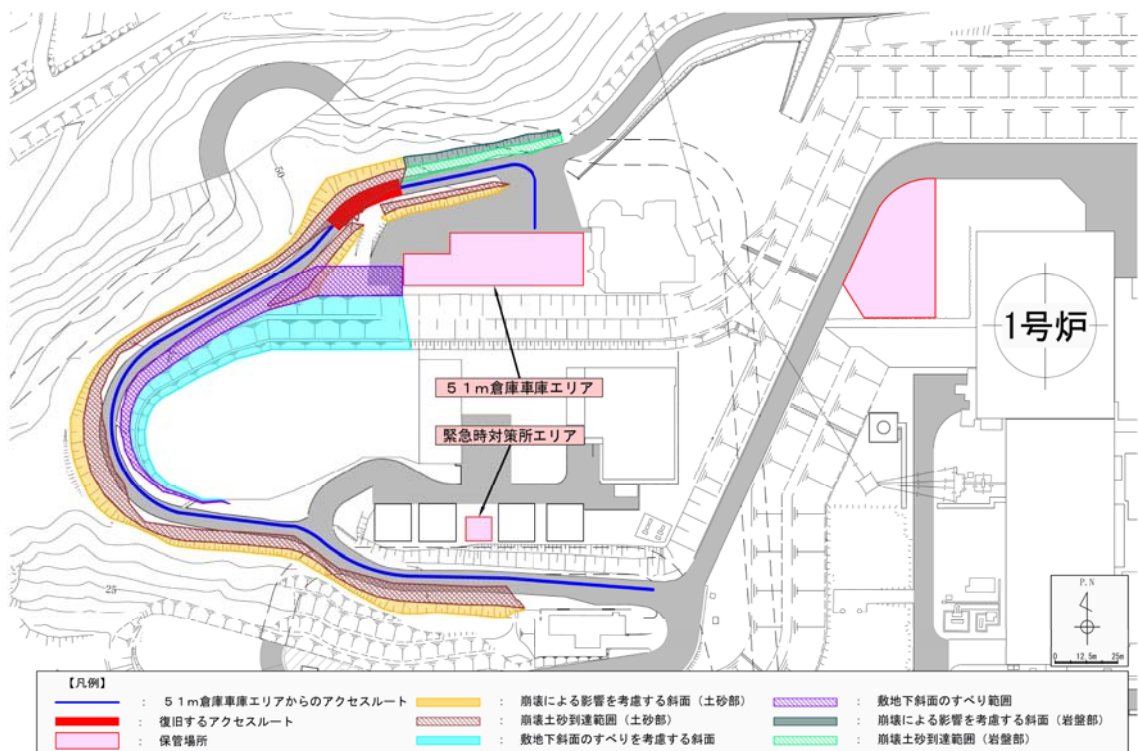 50
1号炉
51m倉庫車庫エリア
緊急時対策所エリア
25
P.N
0 12.5m 25m
【凡例】
: 51m倉庫車庫エリアからのアクセスルート
: 崩壊による影響を考慮する斜面(土砂部)
: 敷地下斜面のすべり範囲
: 復旧するアクセスルート
: 崩壊土砂到達範囲(土砂部)
: 崩壊による影響を考慮する斜面(岩盤部)
: 保管場所
: 敷地下斜面のすべりを考慮する斜面
: 崩壊土砂到達範囲(岩盤部)